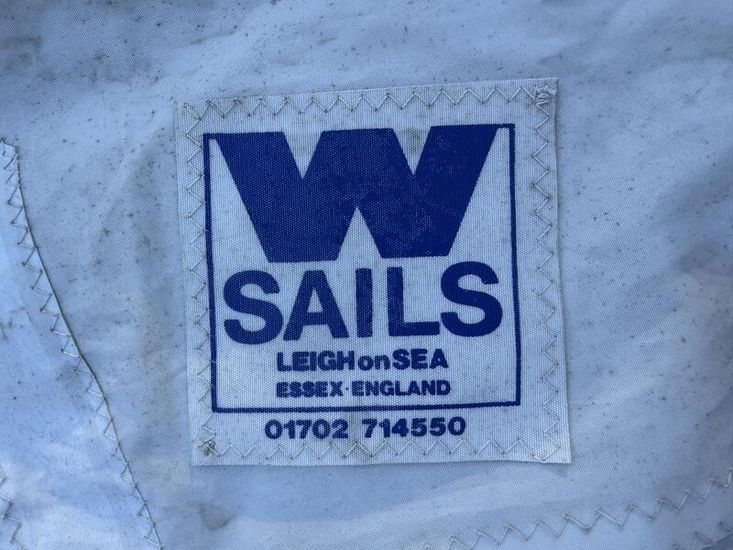 W
SAILS
LEIGH on SEA
ESSEX·ENGLAND
01702 714550